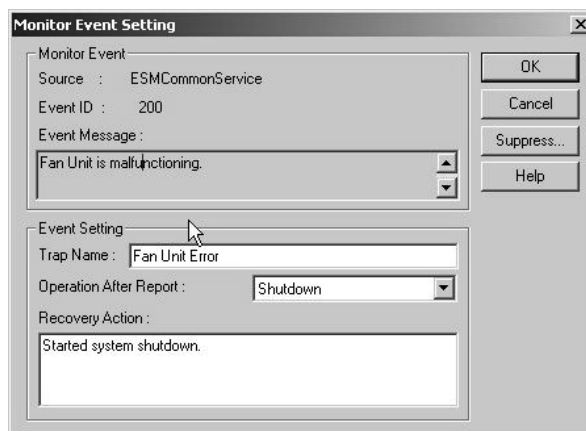 Monitor Event Setting
Monitor Event
Source : ESMCommonService
Event ID : 200
Event Message :
Fan Unit is malfunctioning.
Event Setting
Trap Name : Fan Unit Error
Operation After Report : Shutdown
Recovery Action :
Started system shutdown.
OK
Cancel
Suppress...
Help